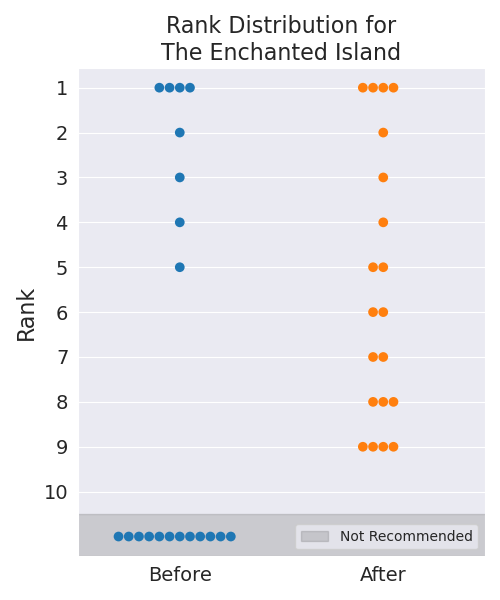 Rank Distribution for
The Enchanted Island
Rank
1
2
3
4
5
6
7
8
9
10
Not Recommended
Before
After